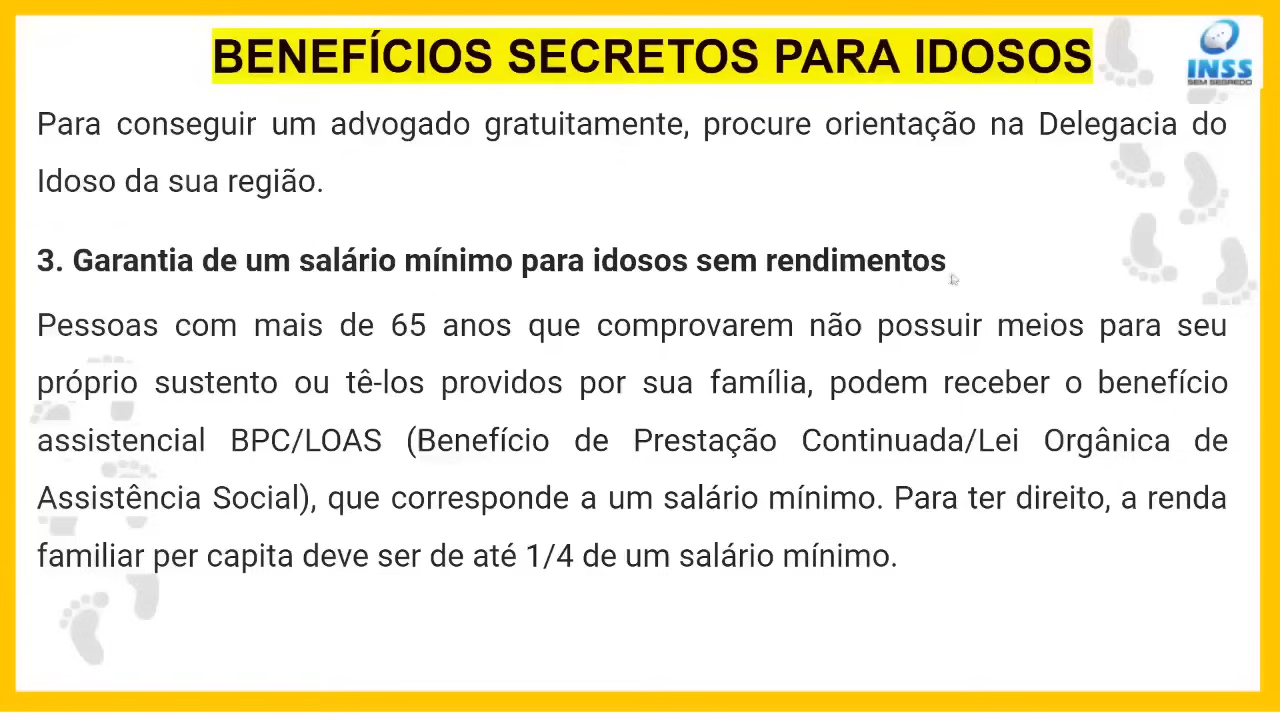 BENEFÍCIOS SECRETOS PARA IDOSOS
INSS
SEM SEGREDO
Para conseguir um advogado gratuitamente, procure orientação na Delegacia do
Idoso da sua região.
3. Garantia de um salário mínimo para idosos sem rendimentos
Pessoas com mais de 65 anos que comprovarem não possuir meios para seu
próprio sustento ou tê-los providos por sua família, podem receber o benefício
assistencial BPC/LOAS (Benefício de Prestação Continuada/Lei Orgânica de
Assistência Social), que corresponde a um salário mínimo. Para ter direito, a renda
familiar per capita deve ser de até 1/4 de um salário mínimo.